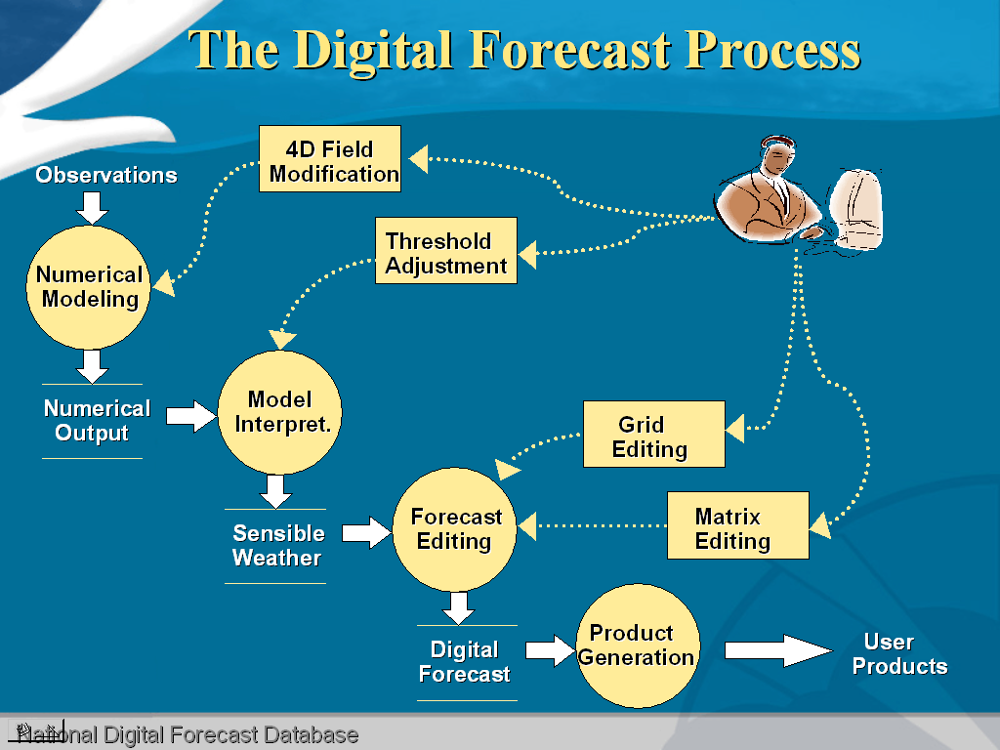 The Digital Forecast Process
4D Field
Modification
Observations
Threshold
Adjustment
Numerical
Modeling
Numerical
Output
Model
Interpret.
Grid
Editing
Sensible
Weather
Forecast
Editing
Matrix
Editing
Digital
Forecast
Product
Generation
User
Products
National Digital Forecast Database